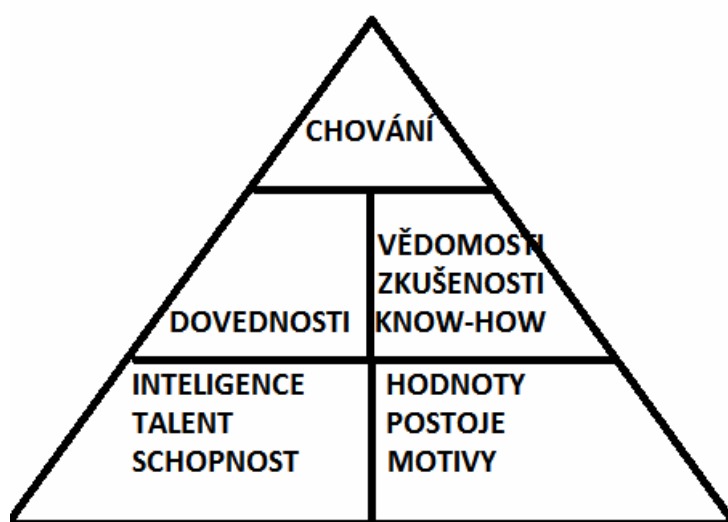 CHOVÁNÍ
VĚDOMOSTI
ZKUŠENOSTI
DOVEDNOSTI KNOW-HOW
INTELIGENCE
TALENT
SCHOPNOST
HODNOTY
POSTOJE
MOTIVY